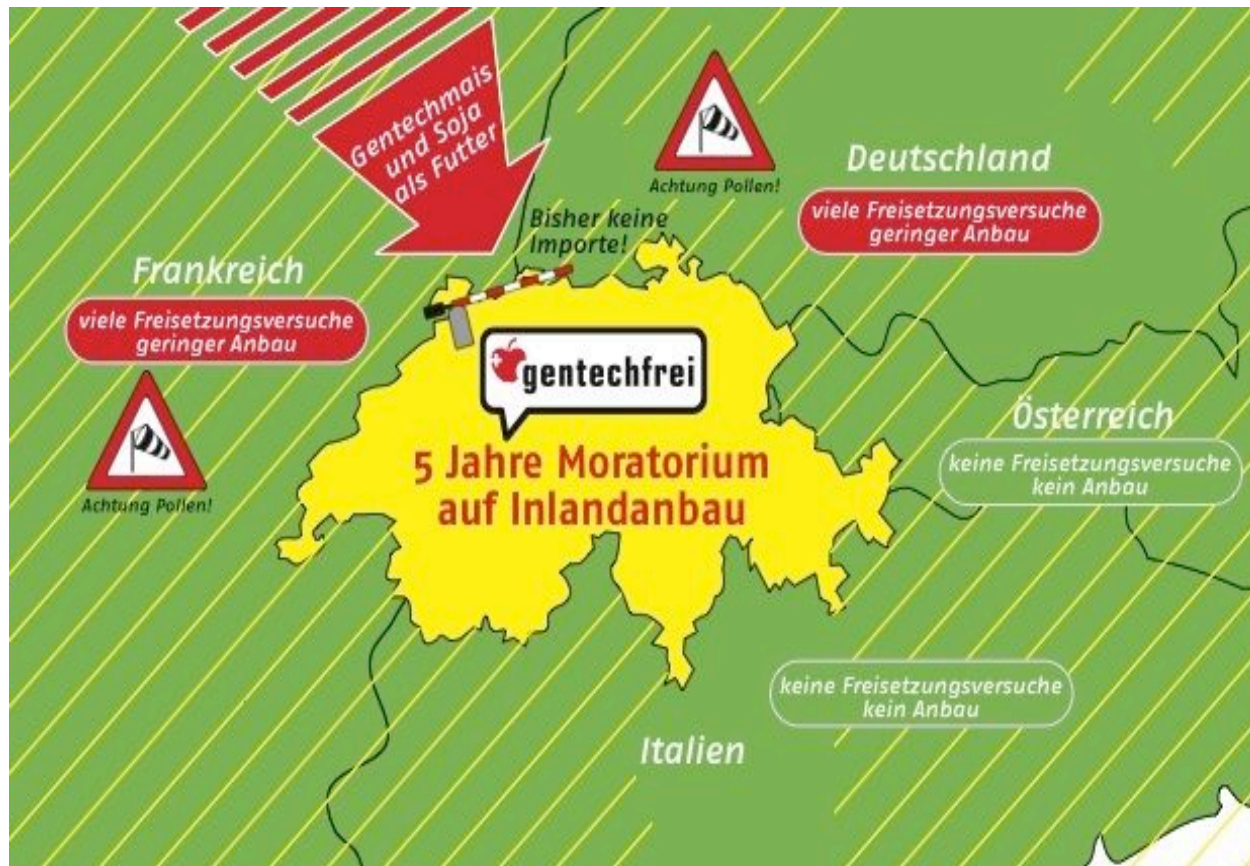 Gentechmais
und Soja
als Futter
Achtung Pollen!
Deutschland
viele Freisetzungsversuche
geringer Anbau
Bisher keine
Importe!
Frankreich
viele Freisetzungsversuche
geringer Anbau
Achtung Pollen!
gentechfrei
5 Jahre Moratorium
auf Inlandanbau
Österreich
keine Freisetzungsversuche
kein Anbau
keine Freisetzungsversuche
kein Anbau
Italien